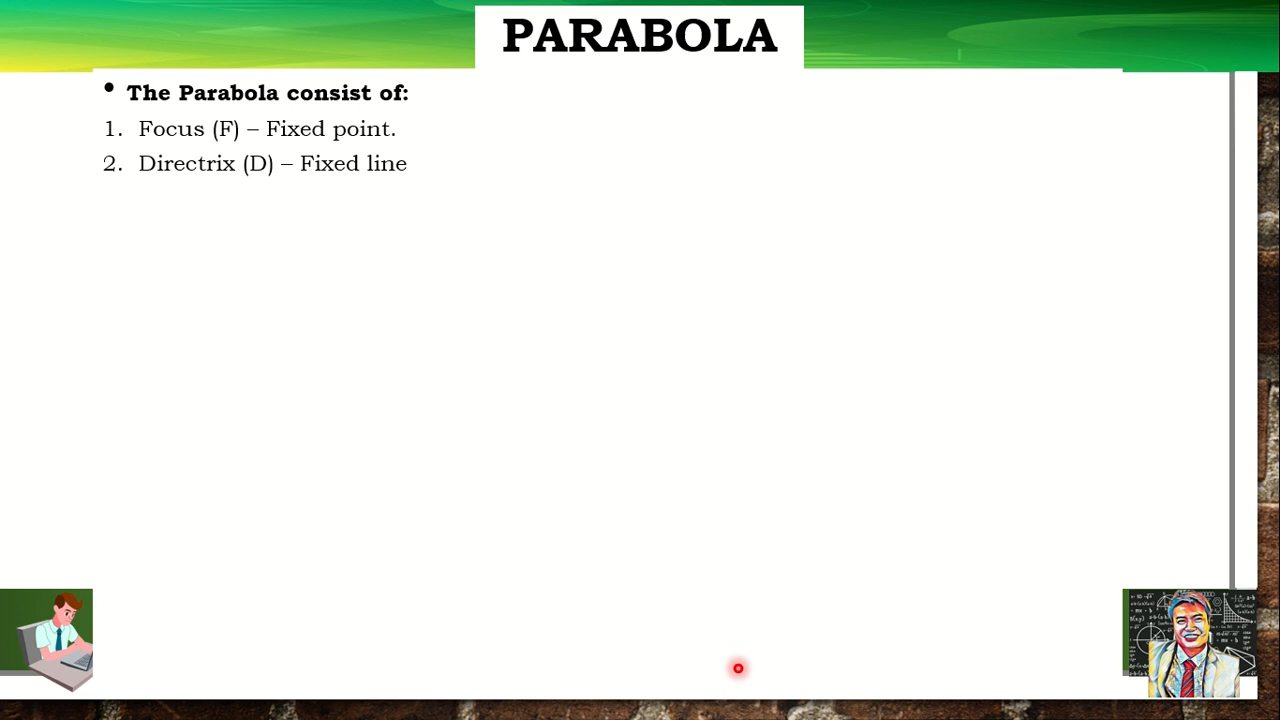 PARABOLA
• The Parabola consist of:
1. Focus (F) – Fixed point.
2. Directrix (D) – Fixed line